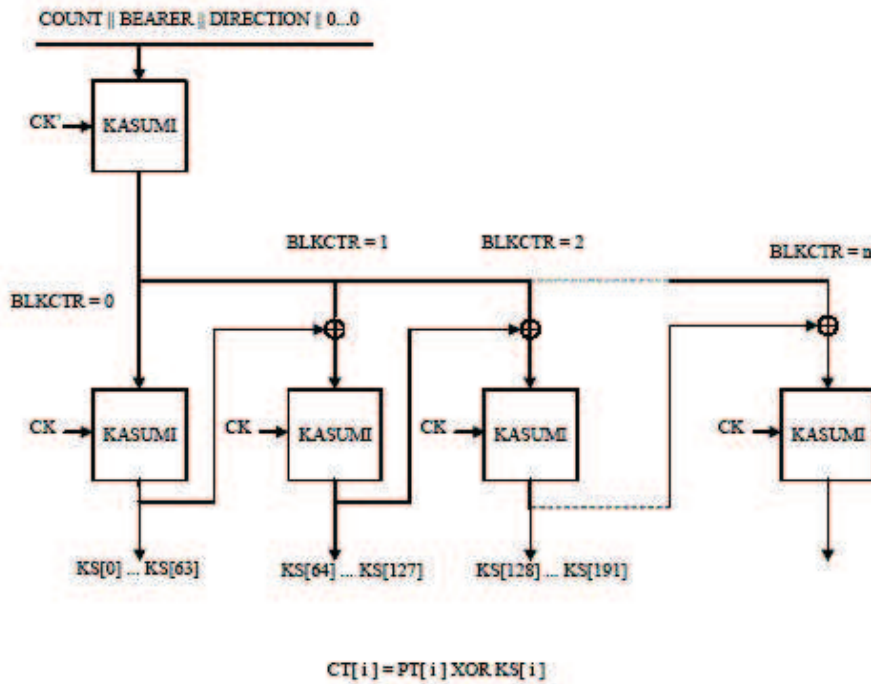 COUNT || BEARER || DIRECTION || 0...0
CK'
KASUMI
BLKCTR = 1
BLKCTR = 2
BLKCTR = n
BLKCTR = 0
CK
KASUMI
CK
KASUMI
CK
KASUMI
CK
KASUMI
KS[0] ... KS[63]
KS[64] ... KS[127]
KS[128] ... KS[191]
CT[ i ] = PT[ i ] XOR KS[ i ]